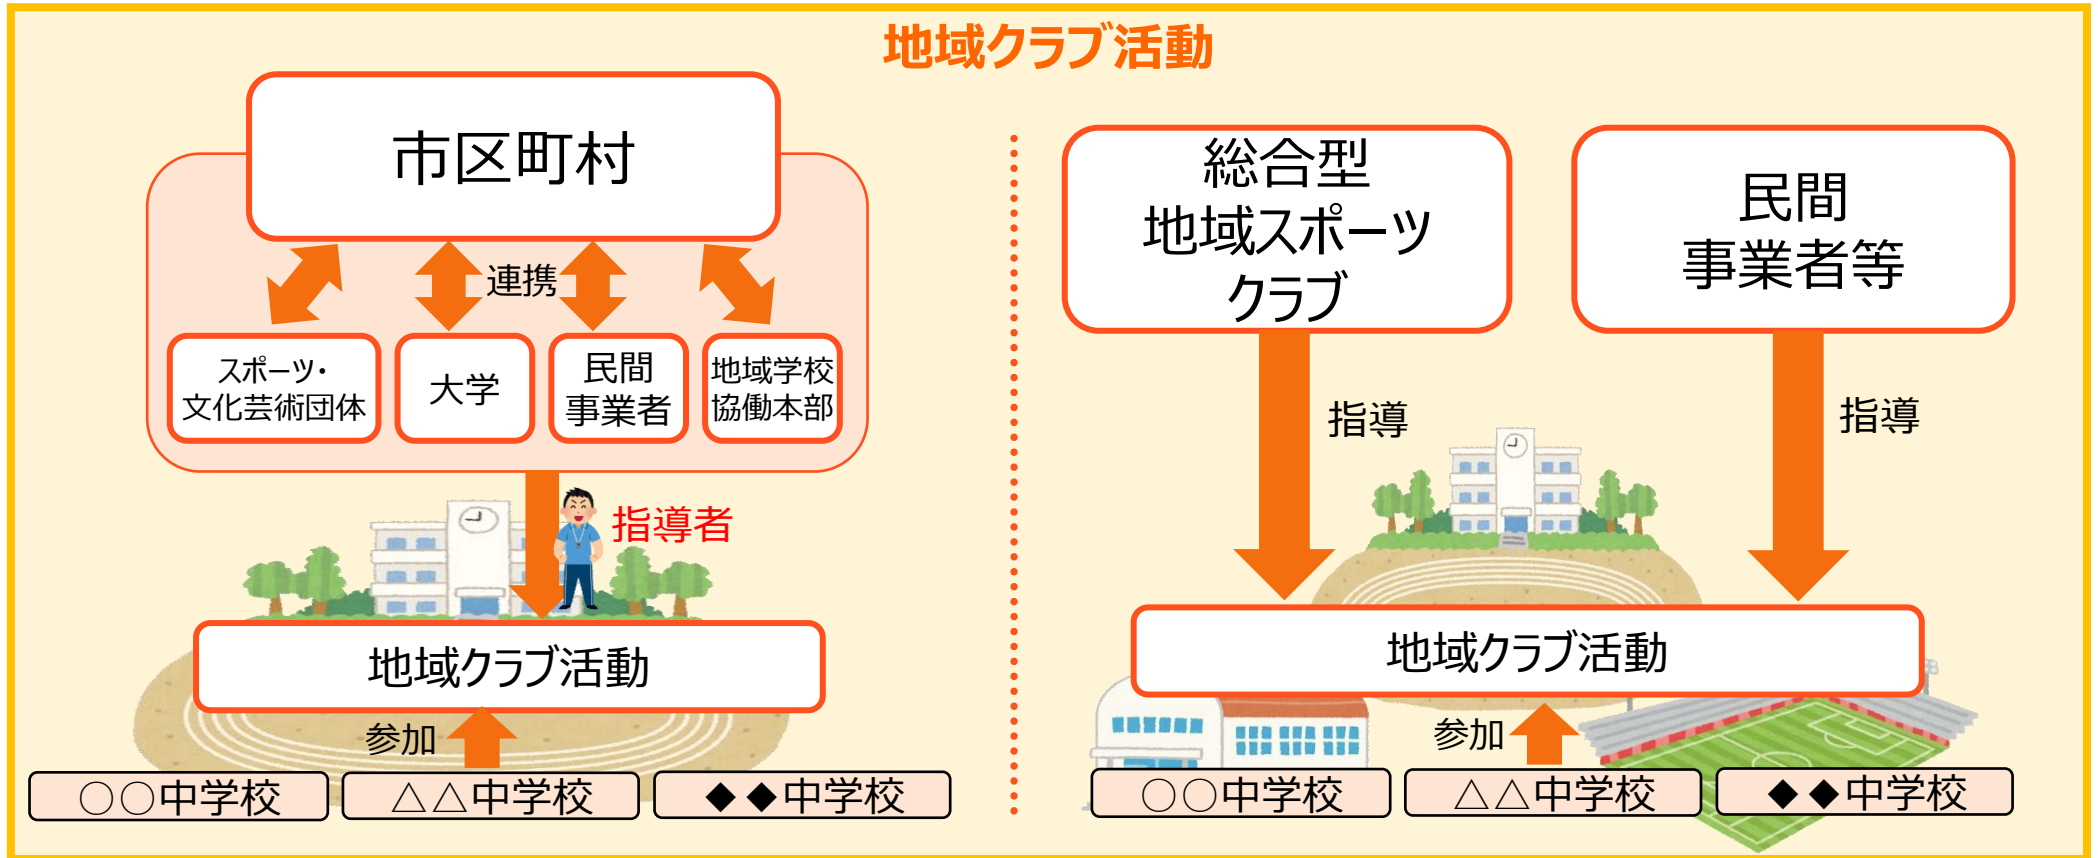 地域クラブ活動
市区町村
連携
スポーツ・
文化芸術団体
大学
民間
事業者
地域学校
協働本部
指導者
地域クラブ活動
参加
○○中学校
△△中学校
◆◆中学校
総合型
地域スポーツ
クラブ
民間
事業者等
指導
指導
地域クラブ活動
参加
○○中学校
△△中学校
◆◆中学校